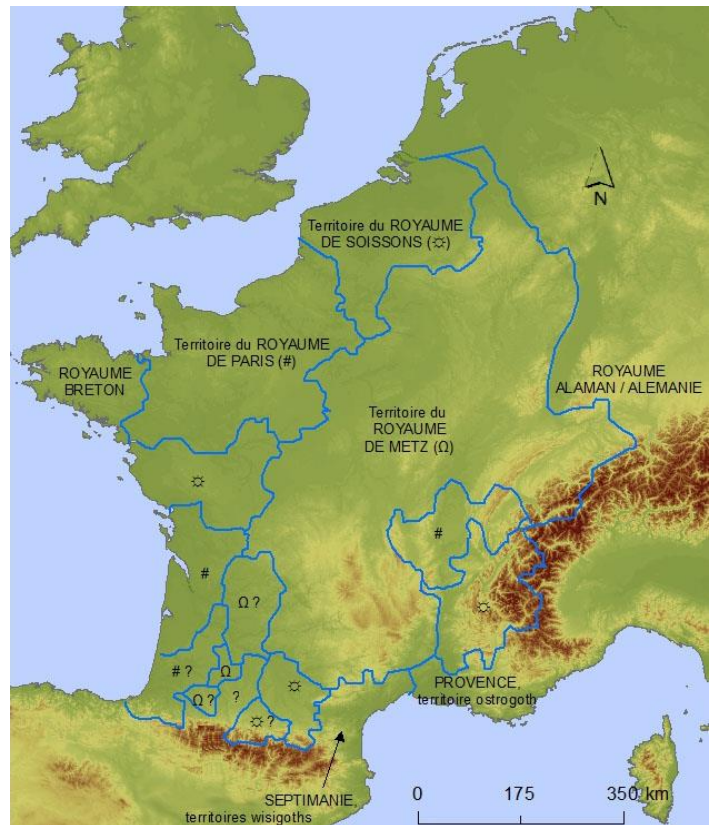 N
Territoire du ROYAUME
DE SOISSONS (☼)
Territoire du ROYAUME
DE PARIS (#)
ROYAUME
BRETON
ROYAUME
ALAMAN / ALEMANIE
Territoire du
ROYAUME
DE METZ (Ω)
☼
#
#
Ω ?
☼
# ?
Ω
Ω ?
?
☼
☼ ?
PROVENCE,
territoire ostrogoth
SEPTIMANIE,
territoires wisigoths
0 175 350 km